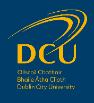 DCU
Ollscoil Chathair
Bhaile Átha Cliath
Dublin City University